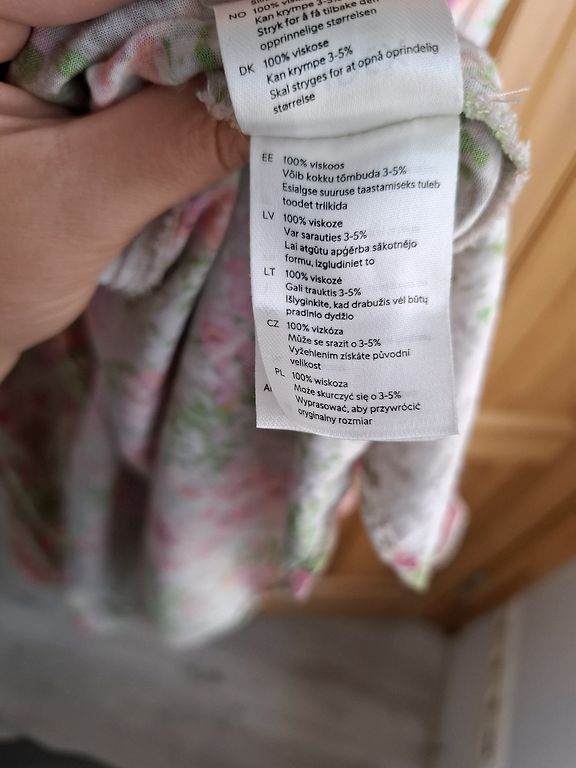 NO 100%
Kan krympe 3-5%
Stryk for å få tilbake den
opprinnelige størrelsen
DK 100% viskose
Kan krympe 3-5%
Skal stryges for at opnå oprindelig
størrelse
EE 100% viskoos
Võib kokku tõmbuda 3-5%
Esialgse suuruse taastamiseks tuleb
toodet triikida
LV 100% viskoze
Var sarauties 3-5%
Lai atgūtu apģērba sākotnējo
formu, izgludiniet to
LT 100% viskozė
Gali trauktis 3-5%
Išlyginkite, kad drabužis vėl būtų
pradinio dydžio
CZ 100% vizkóza
Může se srazit o 3-5%
Vyžehlením získáte původní
velikost
PL 100% wiskoza
Może skurczyć się o 3-5%
Wyprasować, aby przywrócić
oryginalny rozmiar